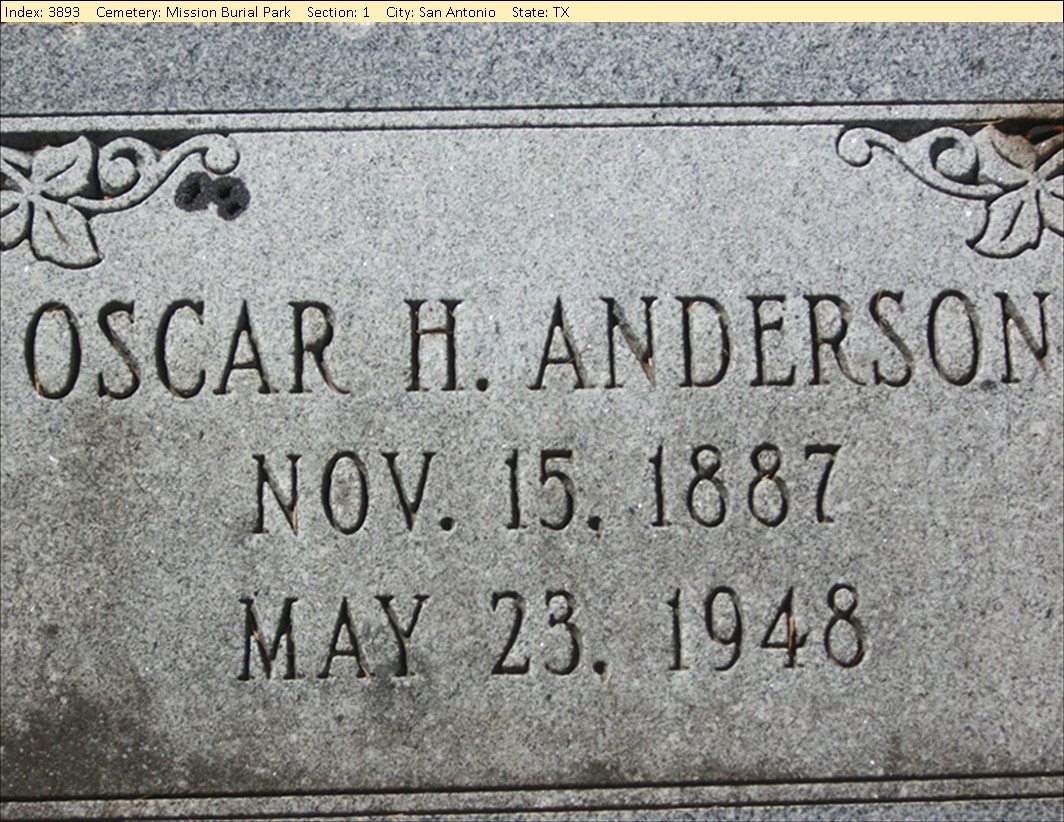 Index: 3893 Cemetery: Mission Burial Park Section: 1 City: San Antonio State: TX
OSCAR H. ANDERSON
NOV. 15. 1887
MAY 23. 1948